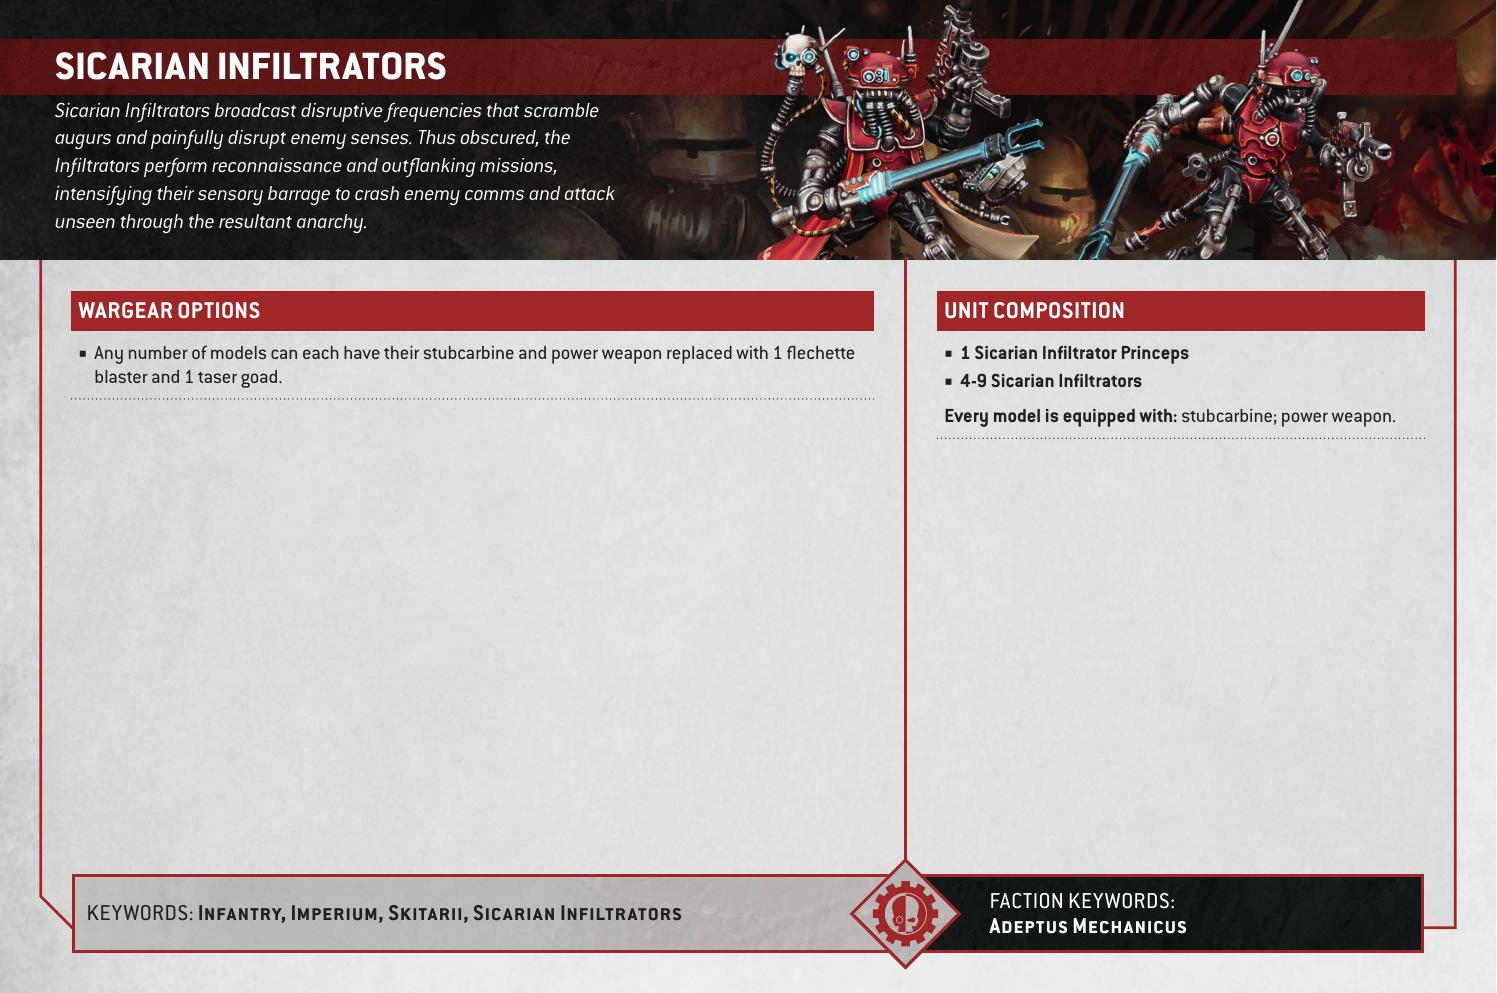 SICARIAN INFILTRATORS
Sicarian Infiltrators broadcast disruptive frequencies that scramble
augurs and painfully disrupt enemy senses. Thus obscured, the
Infiltrators perform reconnaissance and outflanking missions,
intensifying their sensory barrage to crash enemy comms and attack
unseen through the resultant anarchy.
WARGEAR OPTIONS
■ Any number of models can each have their stubcarbine and power weapon replaced with 1 flechette
blaster and 1 taser goad.
UNIT COMPOSITION
■ 1 Sicarian Infiltrator Princeps
■ 4-9 Sicarian Infiltrators
Every model is equipped with: stubcarbine; power weapon.
KEYWORDS: Infantry, Imperium, Skitarii, Sicarian Infiltrators
FACTION KEYWORDS:
Adeptus Mechanicus